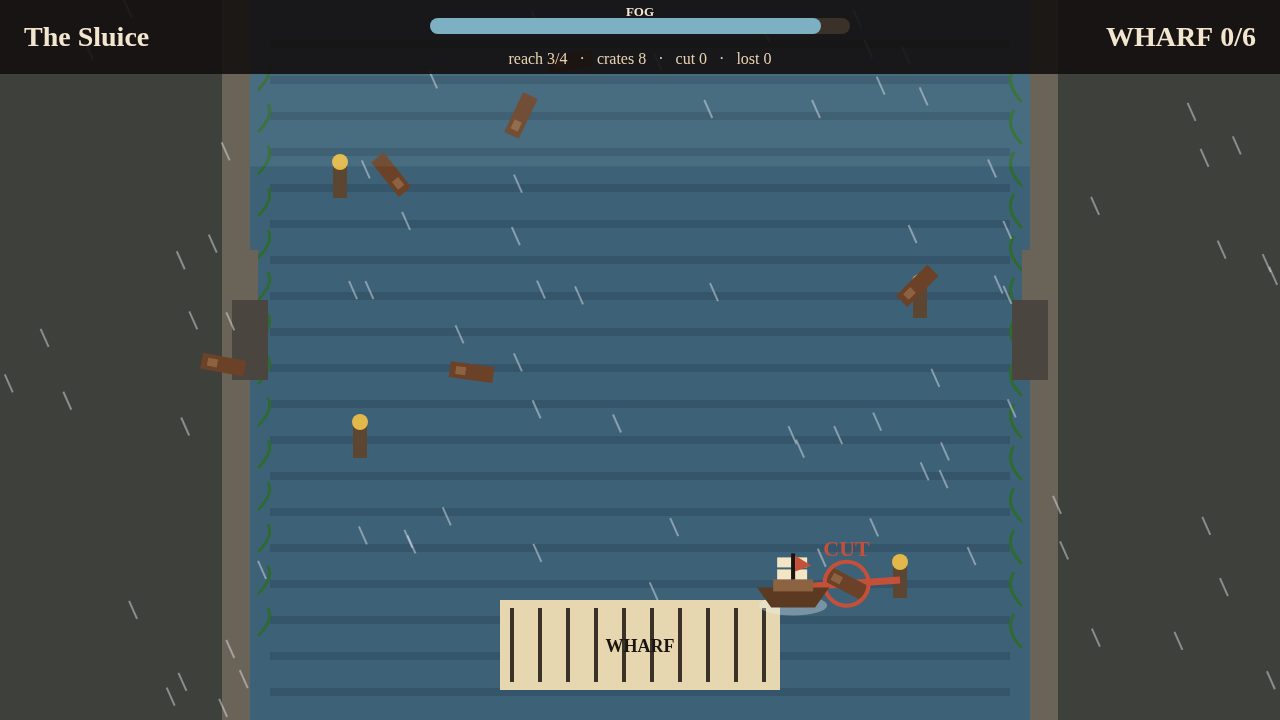 The Sluice
FOG
WHARF 0/6
reach 3/4 · crates 8 · cut 0 · lost 0
CUT
WHARF